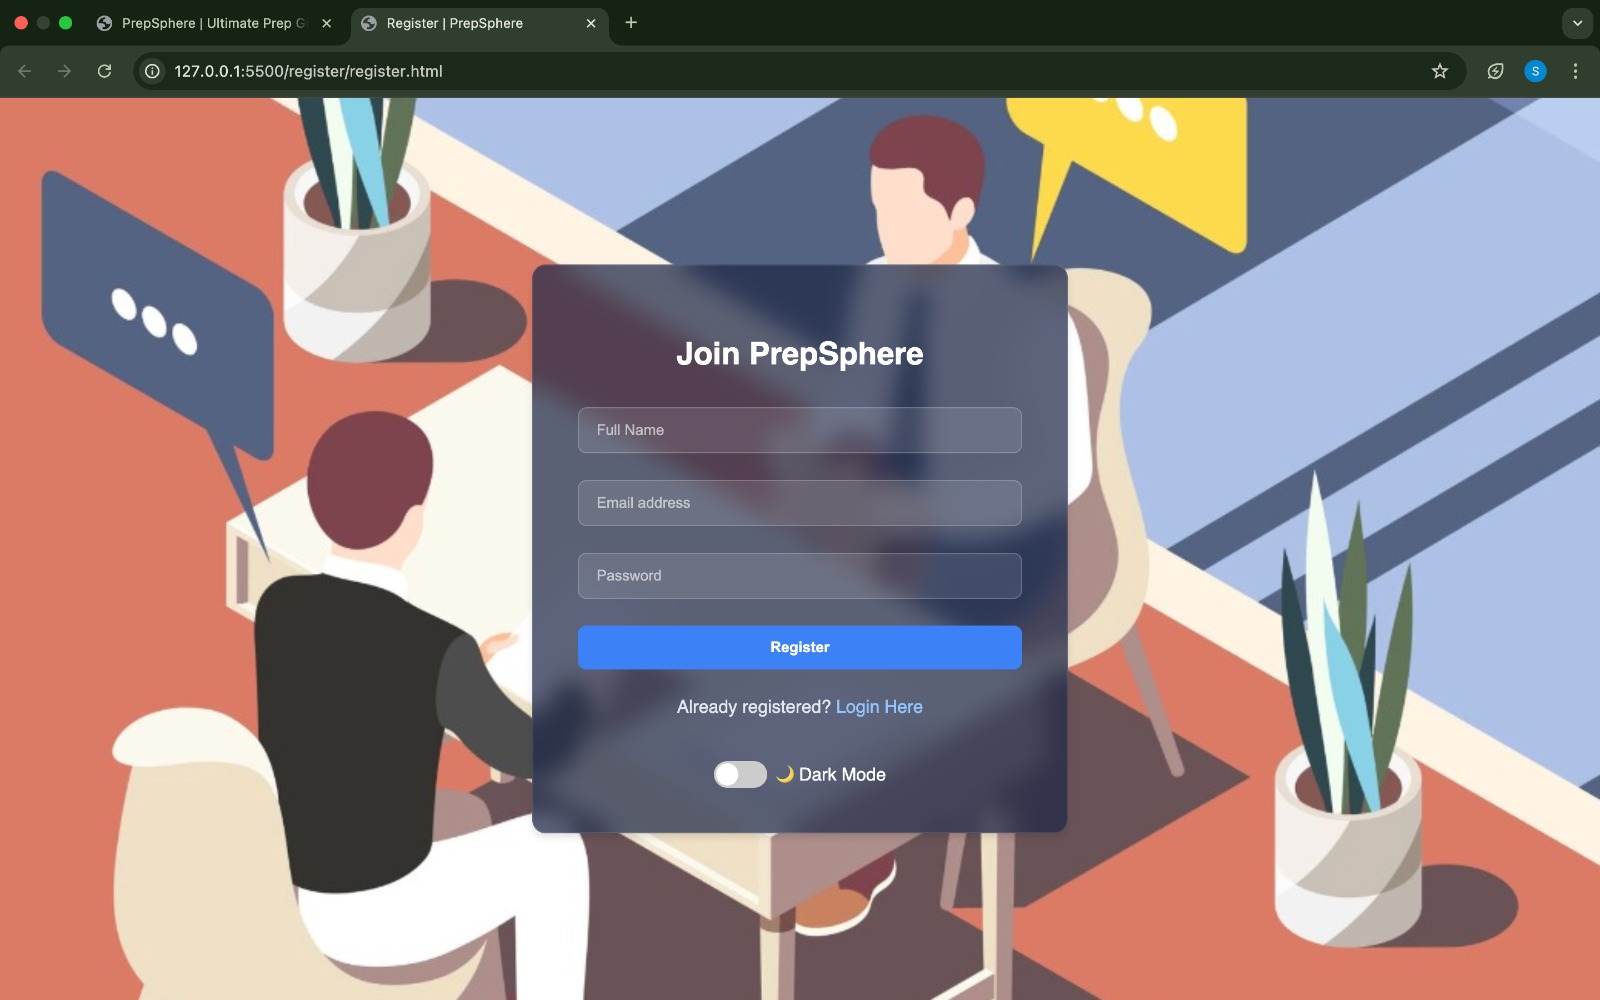 PrepSphere | Ultimate Prep G
Register | PrepSphere
127.0.0.1:5500/register/register.html
S
Join PrepSphere
Full Name
Email address
Password
Register
Already registered? Login Here
🌙 Dark Mode